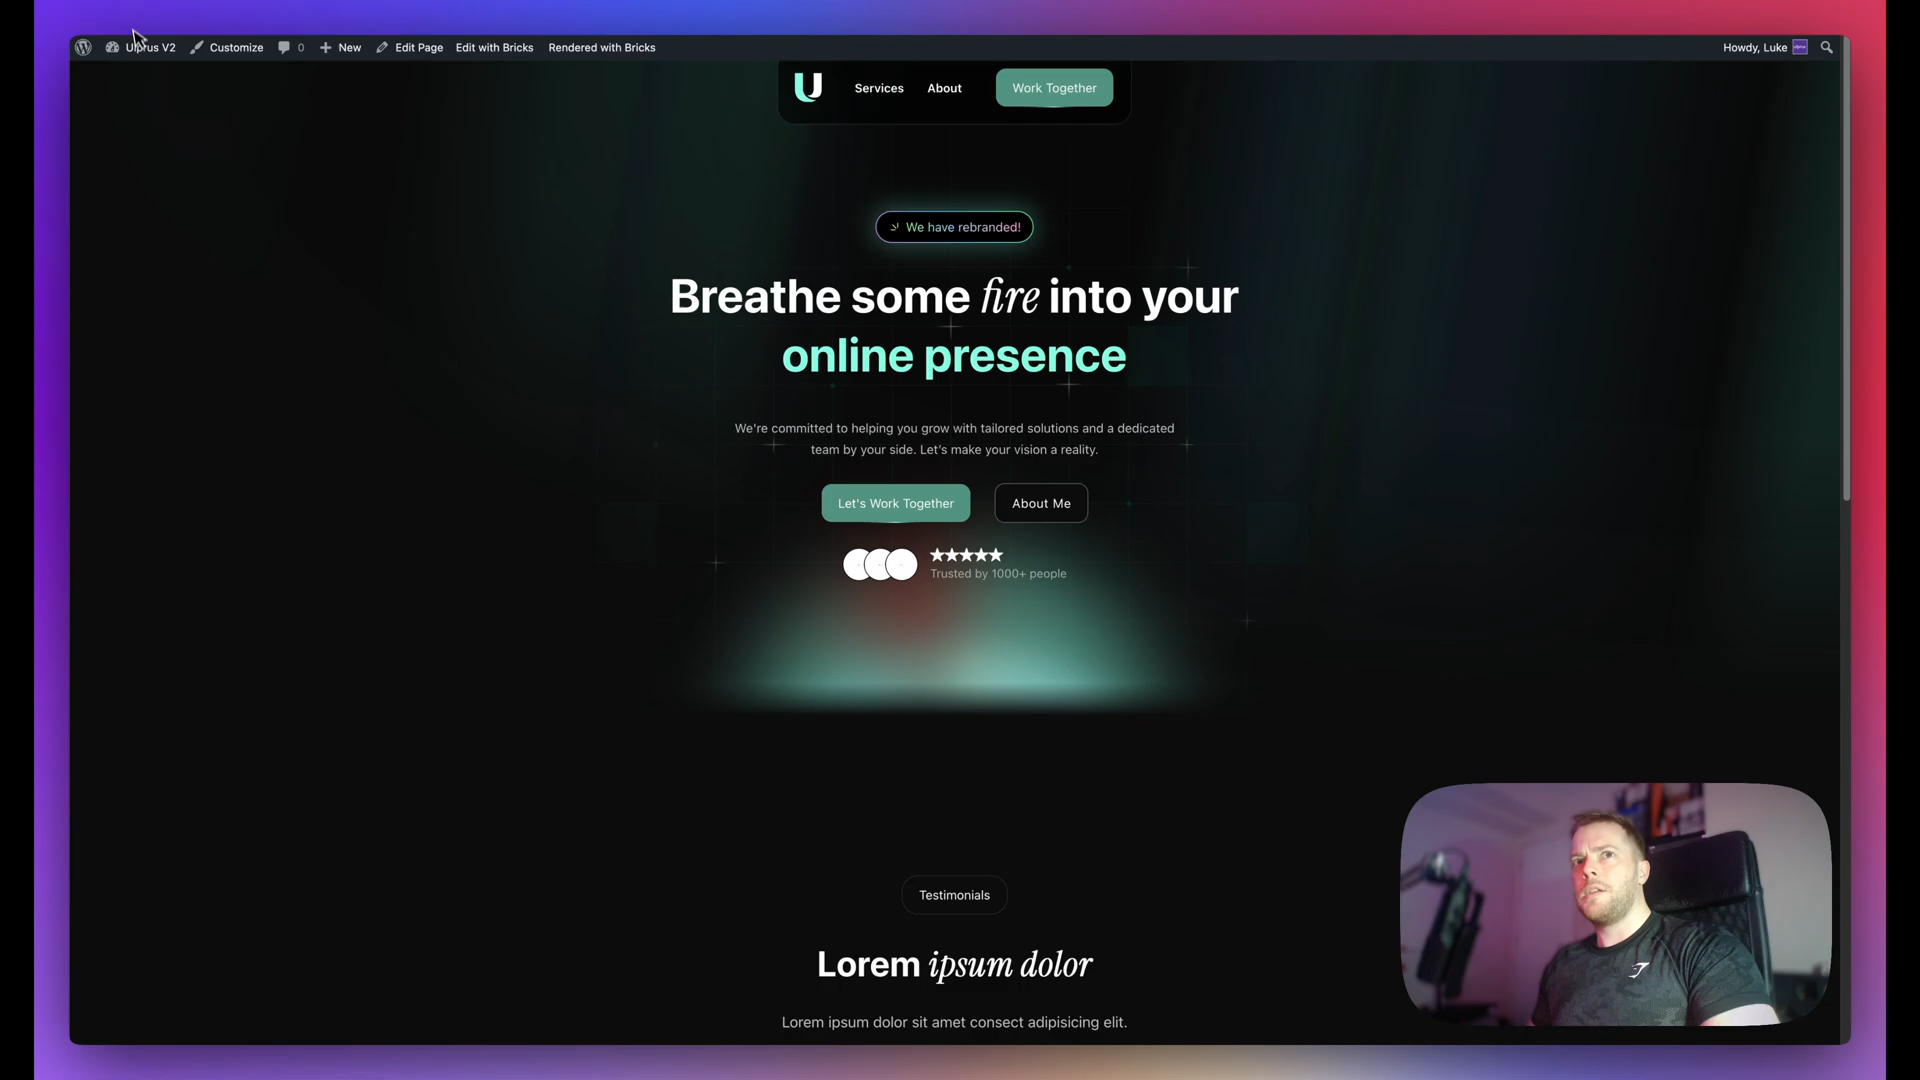 Customize
0
New
Edit Page
Edit with Bricks
Rendered with Bricks
Howdy, Luke
U
Services
About
Work Together
We have rebranded!
Breathe some fire into your
online presence
We're committed to helping you grow with tailored solutions and a dedicated
team by your side. Let's make your vision a reality.
Let's Work Together
About Me
Trusted by 1000+ people
Testimonials
Lorem ipsum dolor
Lorem ipsum dolor sit amet consect adipisicing elit.